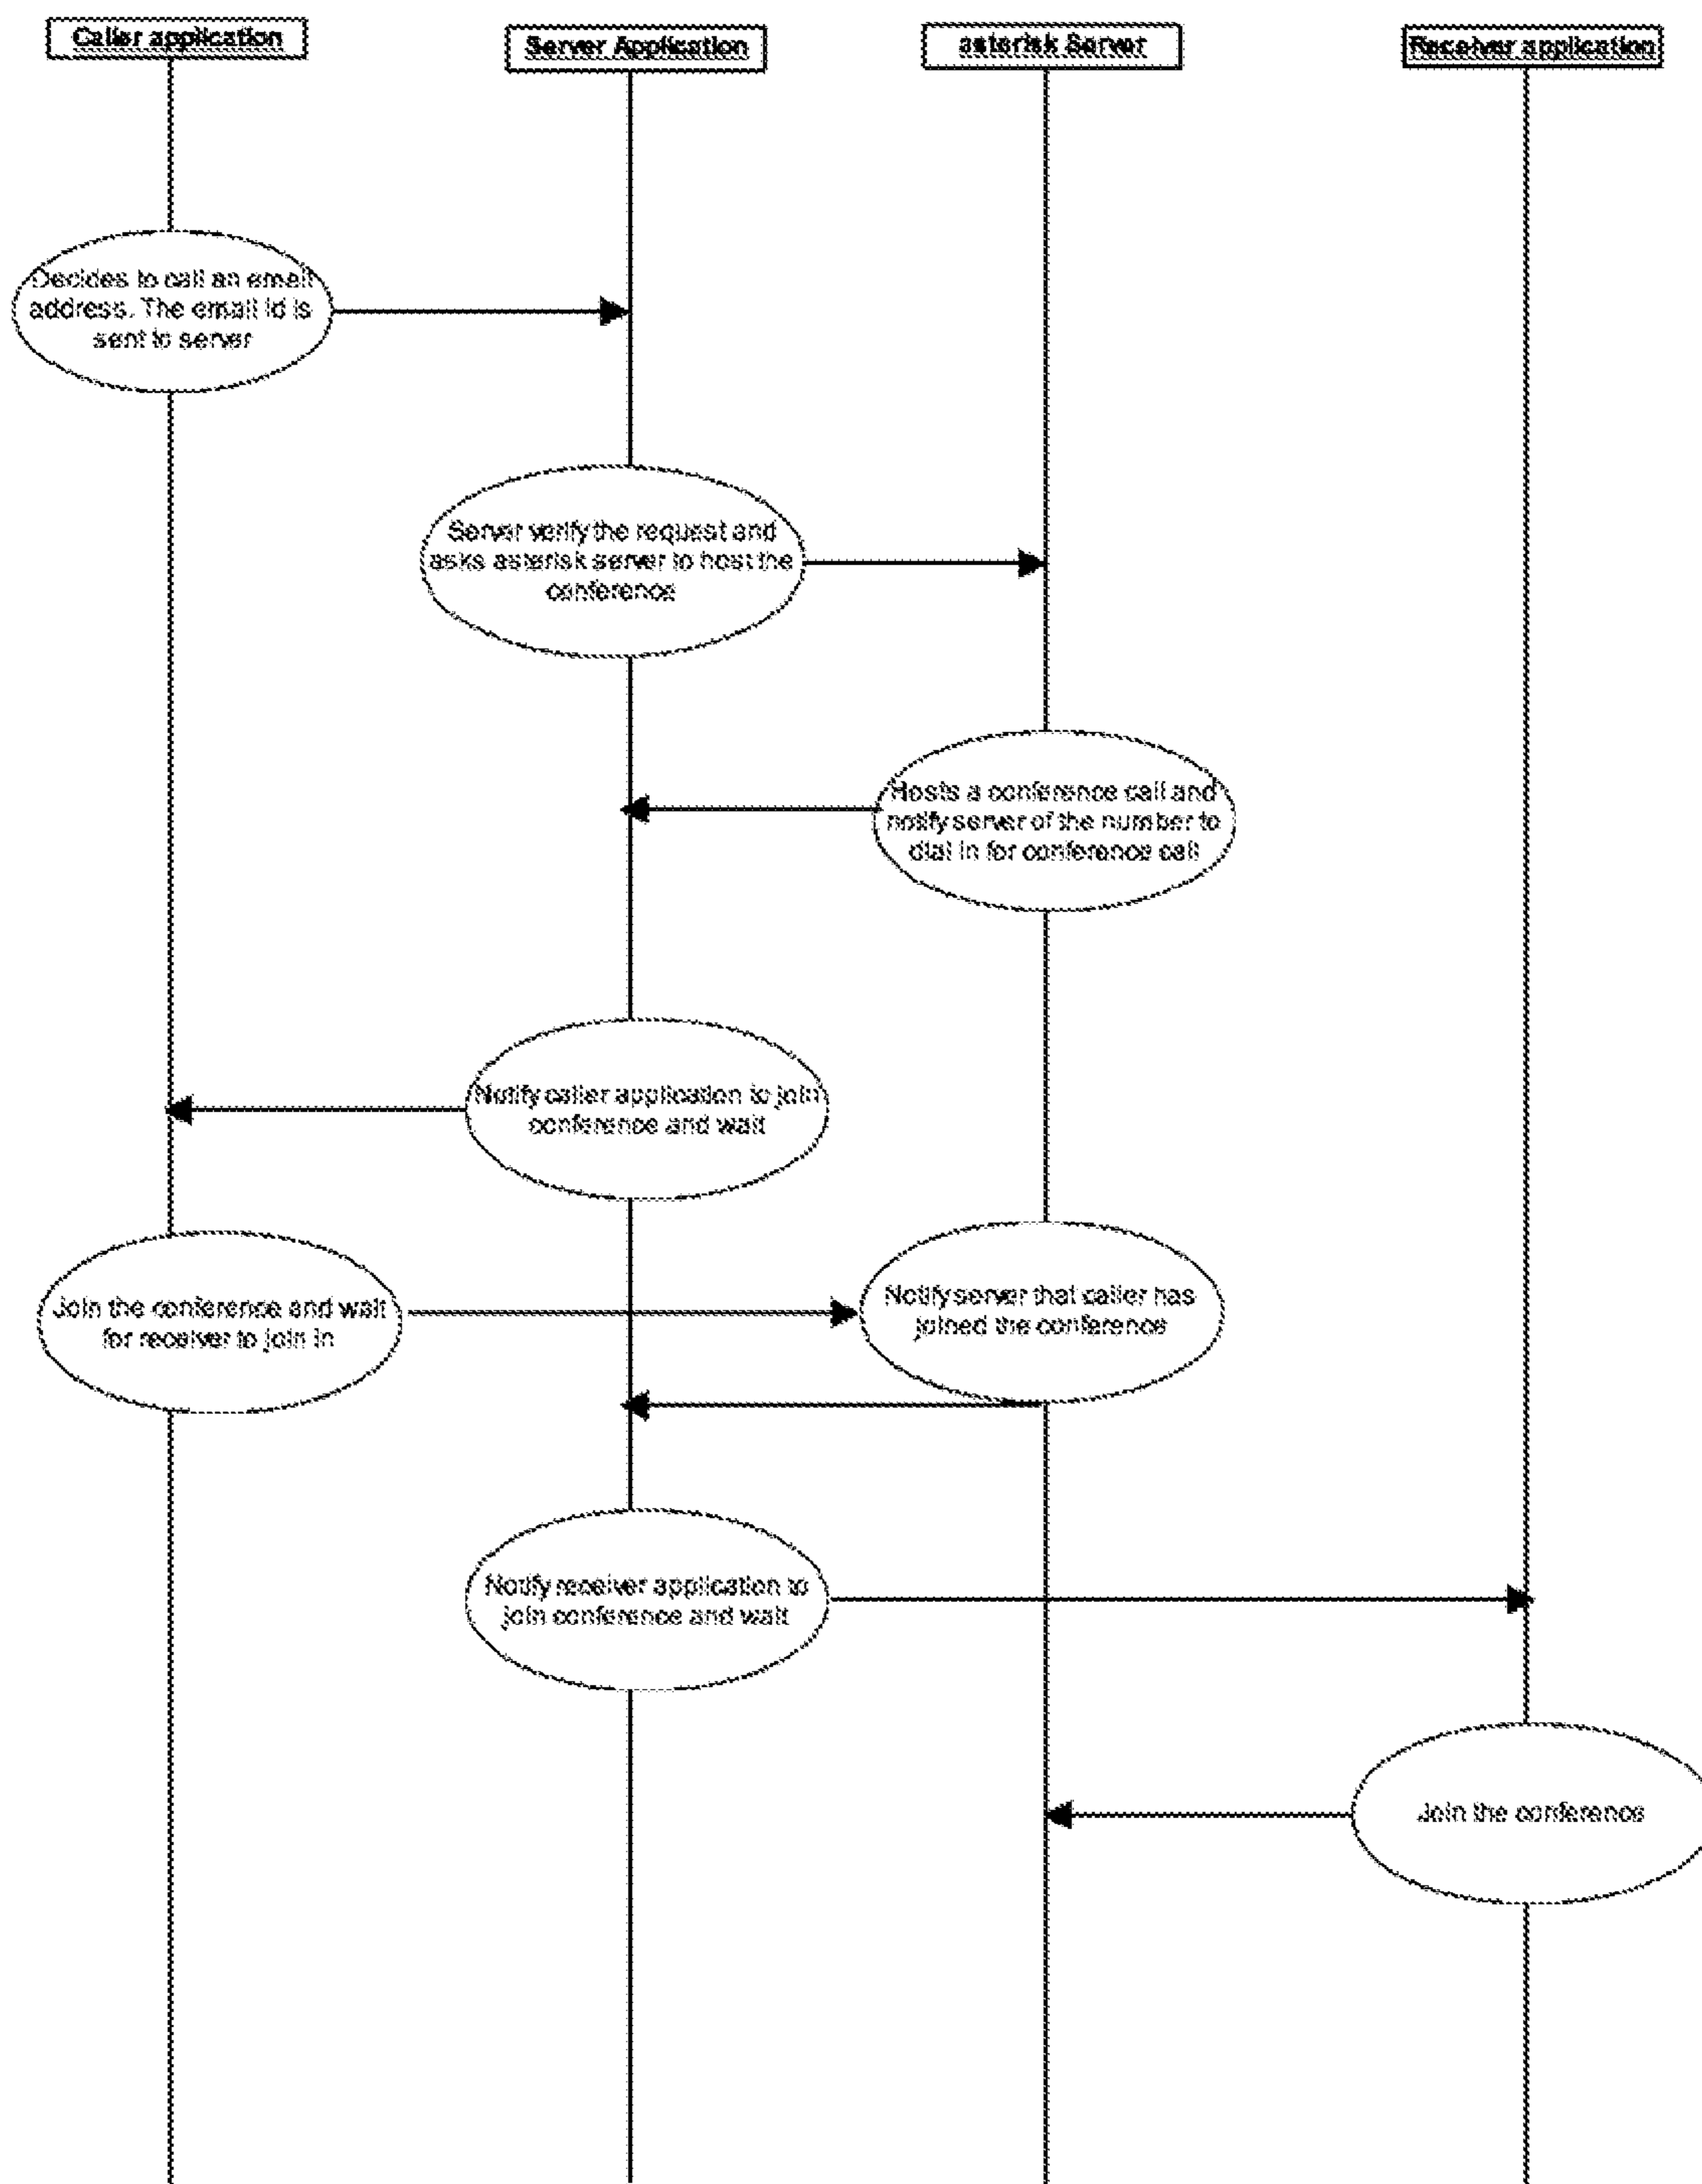 Caller application
Server Application
asterisk Server
Receiver application
Decides to call an email
address. The email id is
sent to server
Server verify the request and
asks asterisk server to host the
conference
Hosts a conference call and
notify server of the number to
dial in for conference call
Notify caller application to join
conference and wait
Join the conference and wait
for receiver to join in
Notify server that caller has
joined the conference
Notify receiver application to
join conference and wait
Join the conference